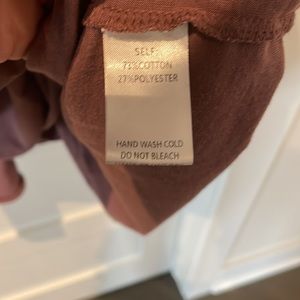 SELF:
73%COTTON
27%POLYESTER
HAND WASH COLD
DO NOT BLEACH